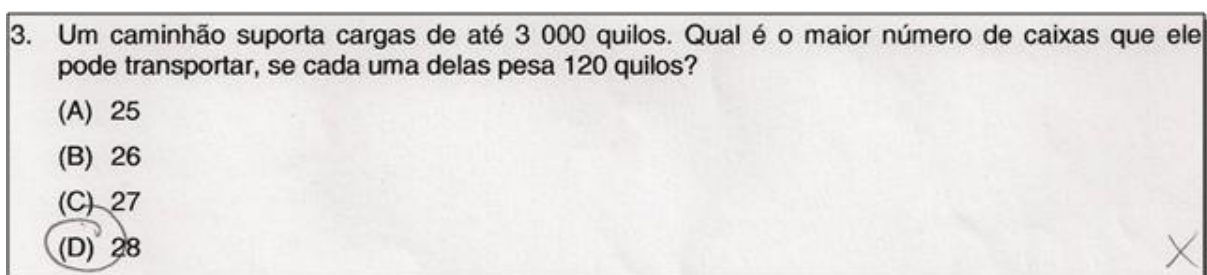 3. Um caminhão suporta cargas de até 3 000 quilos. Qual é o maior número de caixas que ele
pode transportar, se cada uma delas pesa 120 quilos?
(A) 25
(B) 26
(C) 27
(D) 28